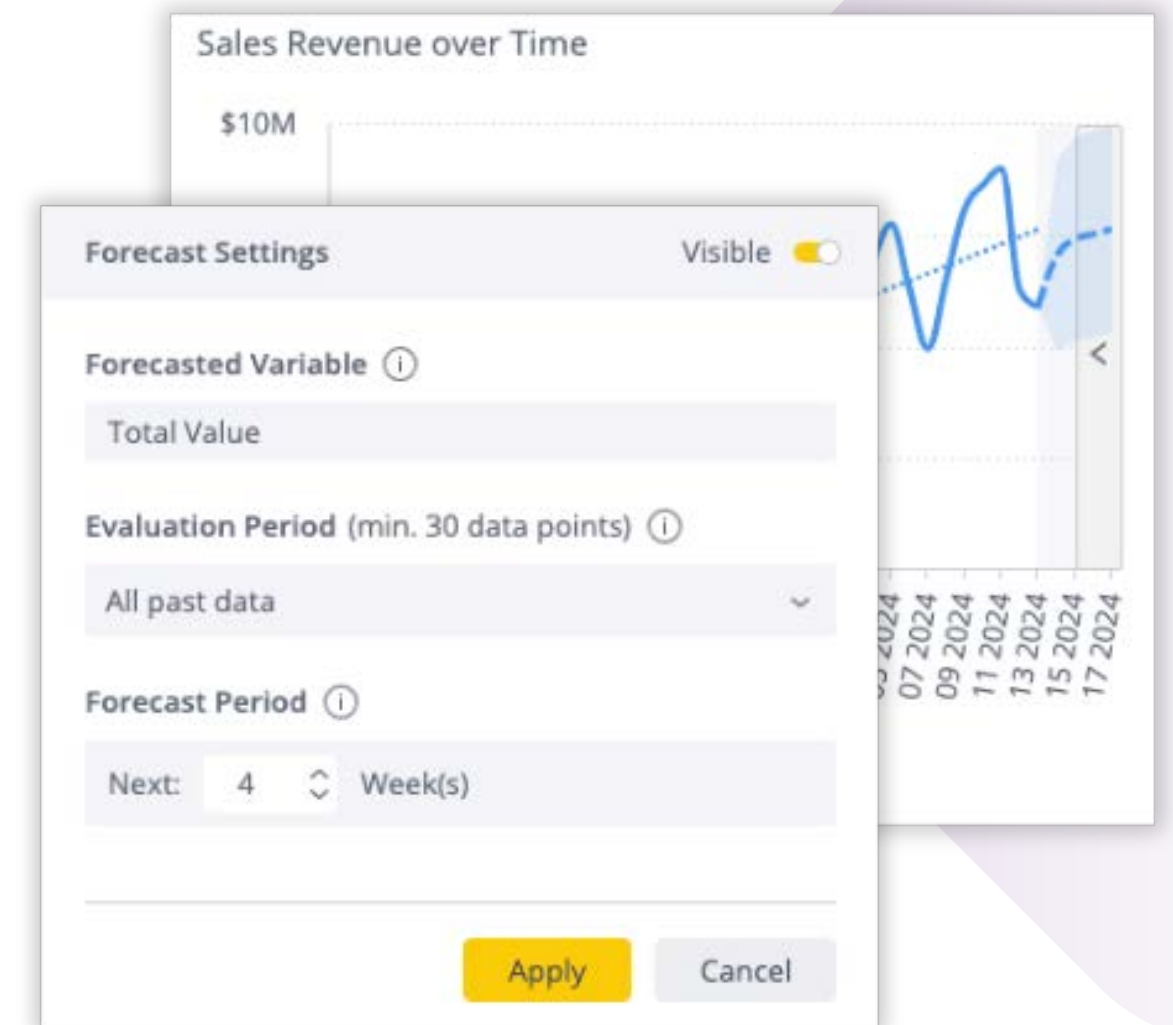 Sales Revenue over Time
$10M
Forecast Settings
Visible
Forecasted Variable
Total Value
Evaluation Period (min. 30 data points)
All past data
Forecast Period
Next: 4 Week(s)
Apply
Cancel
2024
07 2024
09 2024
11 2024
13 2024
15 2024
17 2024